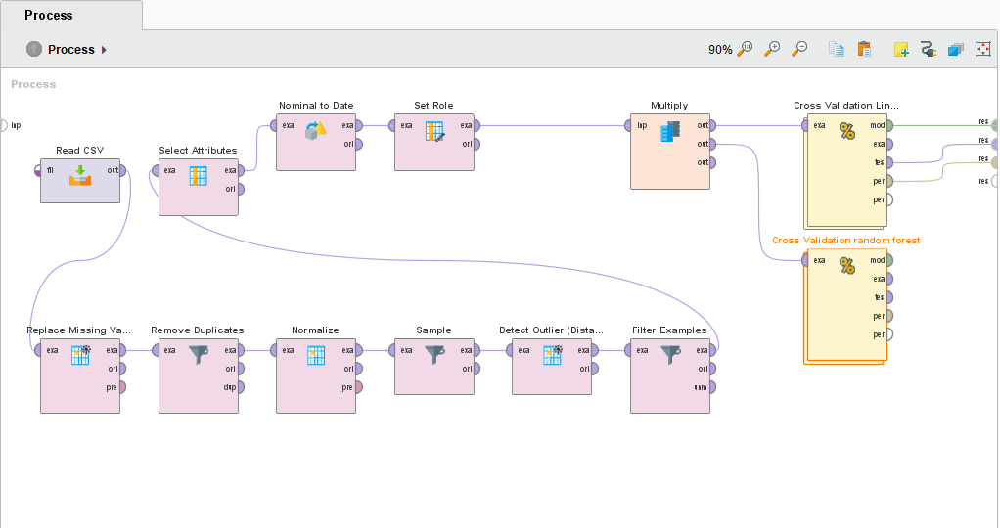 Process
Process
90%
Process
Inp
res
res
res
res
Nominal to Date
exa exa
ori
Set Role
exa exa
ori
Multiply
Inp out
out
out
Cross Validation Lin...
exa mod
exa
tes
per
per
Read CSV
fil out
Select Attributes
exa exa
ori
Cross Validation random forest
exa mod
exa
tes
per
per
Replace Missing Va...
exa exa
ori
pre
Remove Duplicates
exa exa
ori
dup
Normalize
exa exa
ori
pre
Sample
exa exa
ori
Detect Outlier (Dista...
exa exa
ori
Filter Examples
exa exa
ori
unm